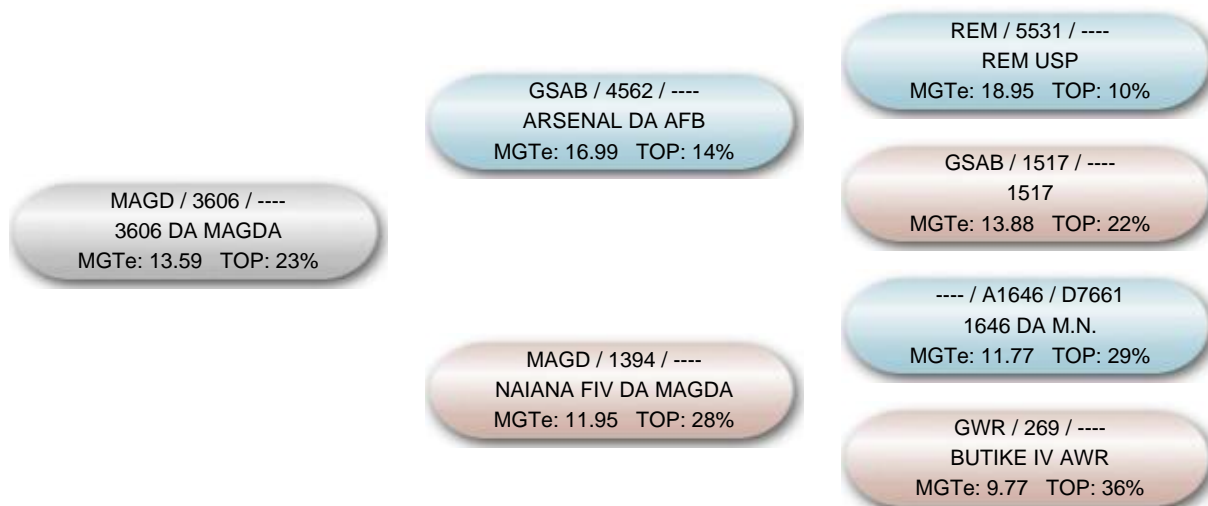 REM / 5531 / ----
REM USP
MGTe: 18.95 TOP: 10%
GSAB / 4562 / ----
ARSENAL DA AFB
MGTe: 16.99 TOP: 14%
GSAB / 1517 / ----
1517
MGTe: 13.88 TOP: 22%
MAGD / 3606 / ----
3606 DA MAGDA
MGTe: 13.59 TOP: 23%
---- / A1646 / D7661
1646 DA M.N.
MGTe: 11.77 TOP: 29%
MAGD / 1394 / ----
NAIANA FIV DA MAGDA
MGTe: 11.95 TOP: 28%
GWR / 269 / ----
BUTIKE IV AWR
MGTe: 9.77 TOP: 36%